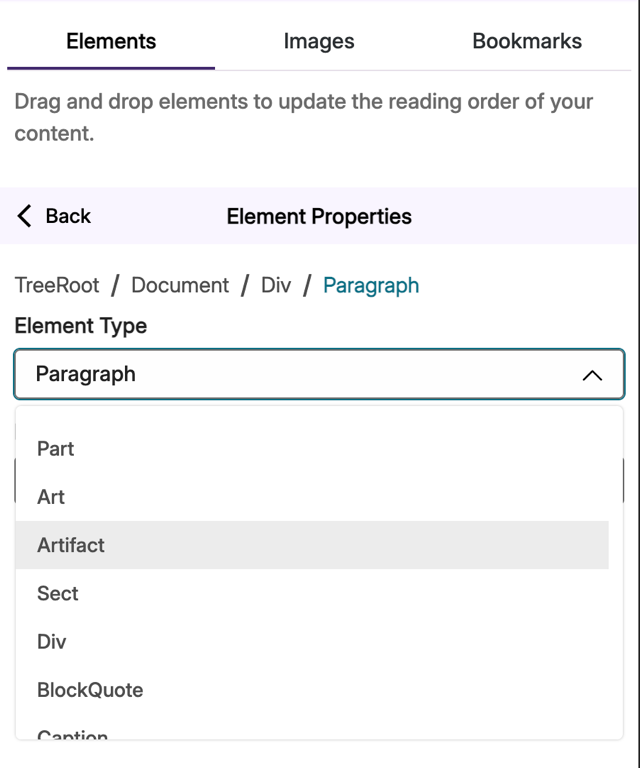 Elements Images Bookmarks
Drag and drop elements to update the reading order of your
content.
Back Element Properties
TreeRoot / Document / Div / Paragraph
Element Type
Paragraph
Part
Art
Artifact
Sect
Div
BlockQuote
Caption